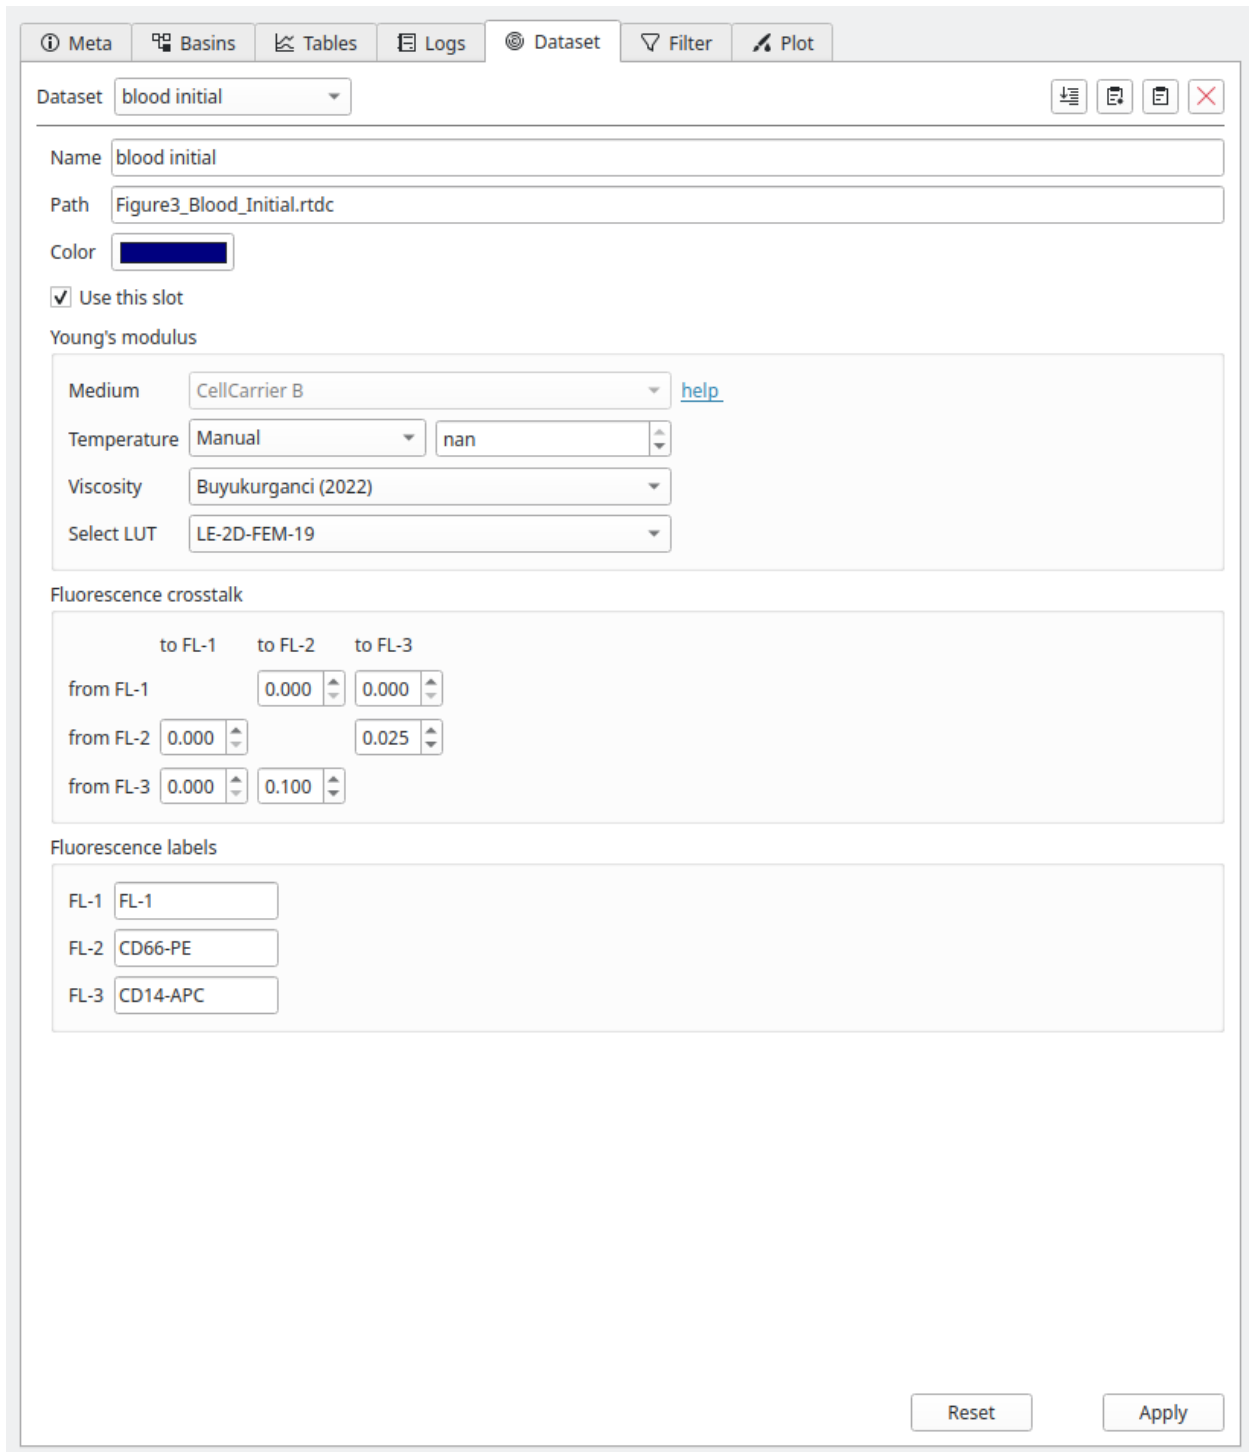 Meta Basins Tables Logs Dataset Filter Plot
Dataset blood initial
Name blood initial
Path Figure3_Blood_Initial.rtdc
Color
Use this slot
Young's modulus
Medium CellCarrier B help
Temperature Manual nan
Viscosity Buyukurganci (2022)
Select LUT LE-2D-FEM-19
Fluorescence crosstalk
to FL-1 to FL-2 to FL-3
from FL-1 0.000 0.000
from FL-2 0.000 0.025
from FL-3 0.000 0.100
Fluorescence labels
FL-1 FL-1
FL-2 CD66-PE
FL-3 CD14-APC
Reset Apply